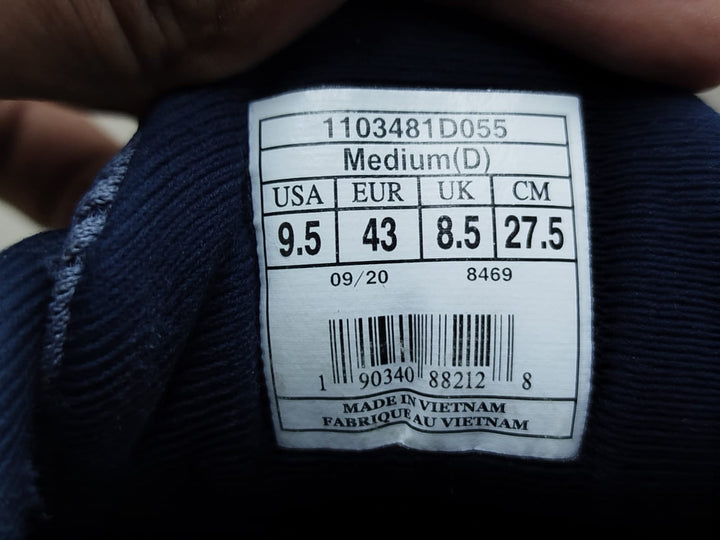 1103481D055
Medium(D)
USA EUR UK CM
9.5 43 8.5 27.5
09/20 8469
1 90340 88212 8
MADE IN VIETNAM
FABRIQUE AU VIETNAM